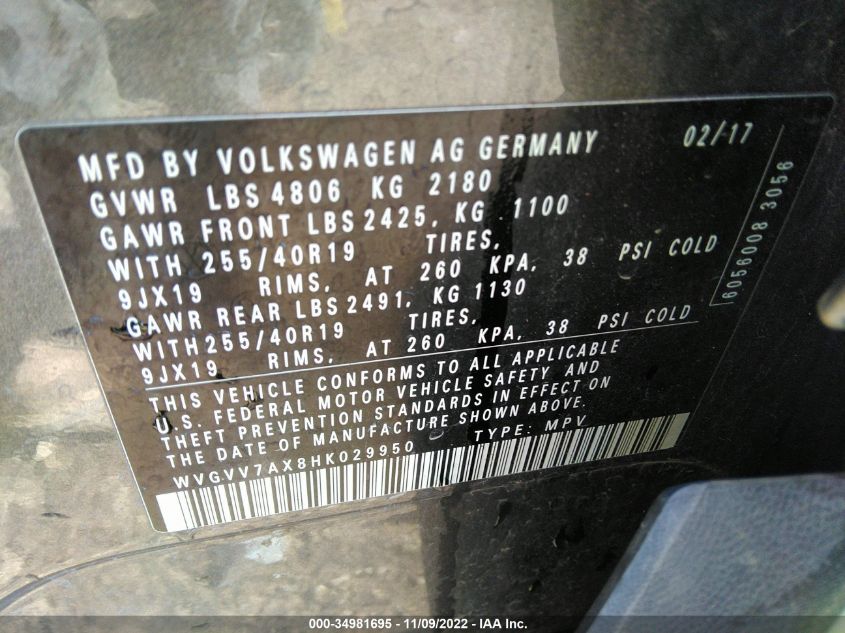 MFD BY VOLKSWAGEN AG GERMANY 02/17
GVWR LBS 4806 KG 2180
GAWR FRONT LBS 2425, KG 1100
WITH 255/40R19 TIRES,
9JX19 RIMS, AT 260 KPA, 38 PSI COLD
GAWR REAR LBS 2491, KG 1130
WITH 255/40R19 TIRES,
9JX19 RIMS, AT 260 KPA, 38 PSI COLD
THIS VEHICLE CONFORMS TO ALL APPLICABLE
U.S. FEDERAL MOTOR VEHICLE SAFETY AND
THEFT PREVENTION STANDARDS IN EFFECT ON
THE DATE OF MANUFACTURE SHOWN ABOVE.
WVGVV7AX8HK029950 TYPE: MPV
6056008 3056
000-34981695 - 11/09/2022 - IAA Inc.